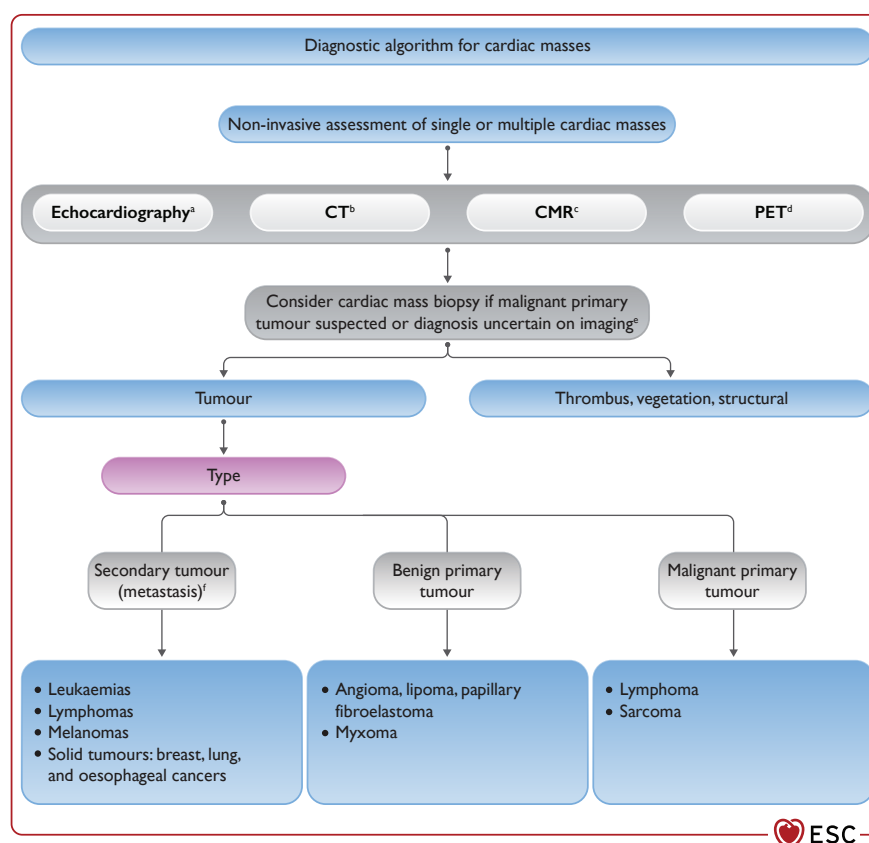 Diagnostic algorithm for cardiac masses
Non-invasive assessment of single or multiple cardiac masses
Echocardiographyᵃ
CTᵇ
CMRᶜ
PETᵈ
Consider cardiac mass biopsy if malignant primary
tumour suspected or diagnosis uncertain on imagingᵉ
Tumour
Thrombus, vegetation, structural
Type
Secondary tumour
(metastasis)ᶠ
Benign primary
tumour
Malignant primary
tumour
• Leukaemias
• Lymphomas
• Melanomas
• Solid tumours: breast, lung,
and oesophageal cancers
• Angioma, lipoma, papillary
fibroelastoma
• Myxoma
• Lymphoma
• Sarcoma
ESC